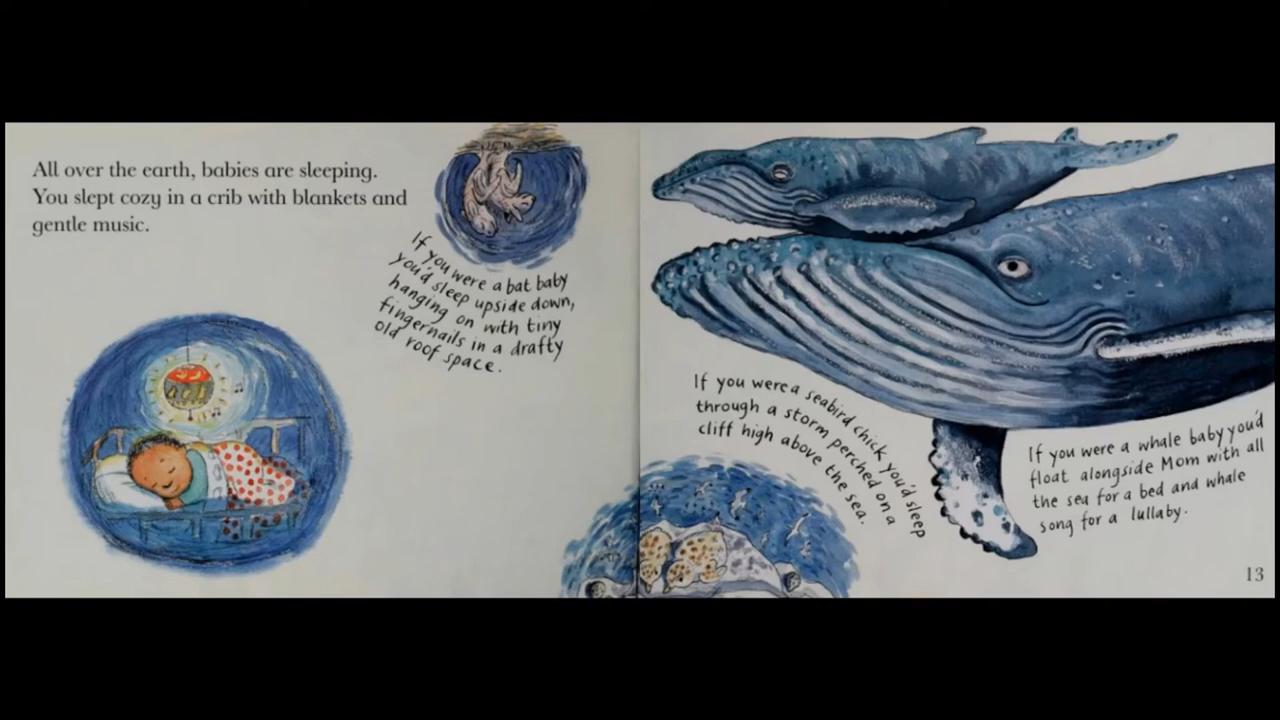 All over the earth, babies are sleeping.
You slept cozy in a crib with blankets and
gentle music.
If you were a bat baby
you'd sleep upside down,
hanging on with tiny
fingernails in a drafty
old roof space.
If you were a seabird chick you'd sleep
through a storm perched on a
cliff high above the sea.
If you were a whale baby you'd
float alongside Mom with all
the sea for a bed and whale
song for a lullaby.
13